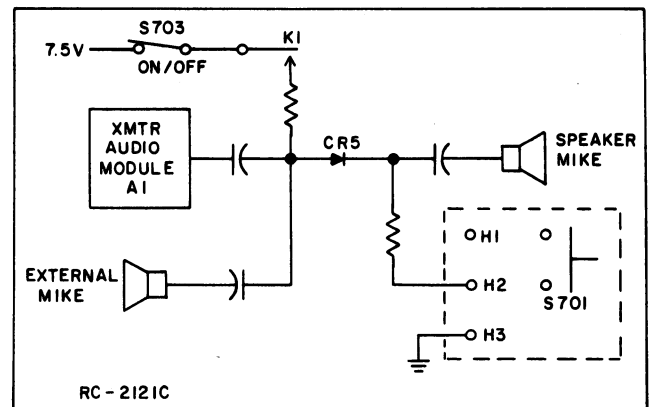 S703
K1
7.5V
ON/OFF
XMTR
AUDIO
MODULE
A1
CR5
SPEAKER
MIKE
H1
EXTERNAL
MIKE
H2
S701
H3
RC-2121C